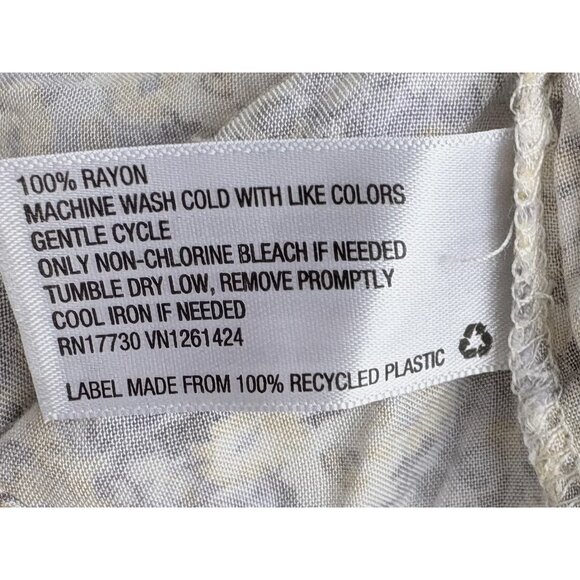 100% RAYON
MACHINE WASH COLD WITH LIKE COLORS
GENTLE CYCLE
ONLY NON-CHLORINE BLEACH IF NEEDED
TUMBLE DRY LOW, REMOVE PROMPTLY
COOL IRON IF NEEDED
RN17730 VN1261424
LABEL MADE FROM 100% RECYCLED PLASTIC